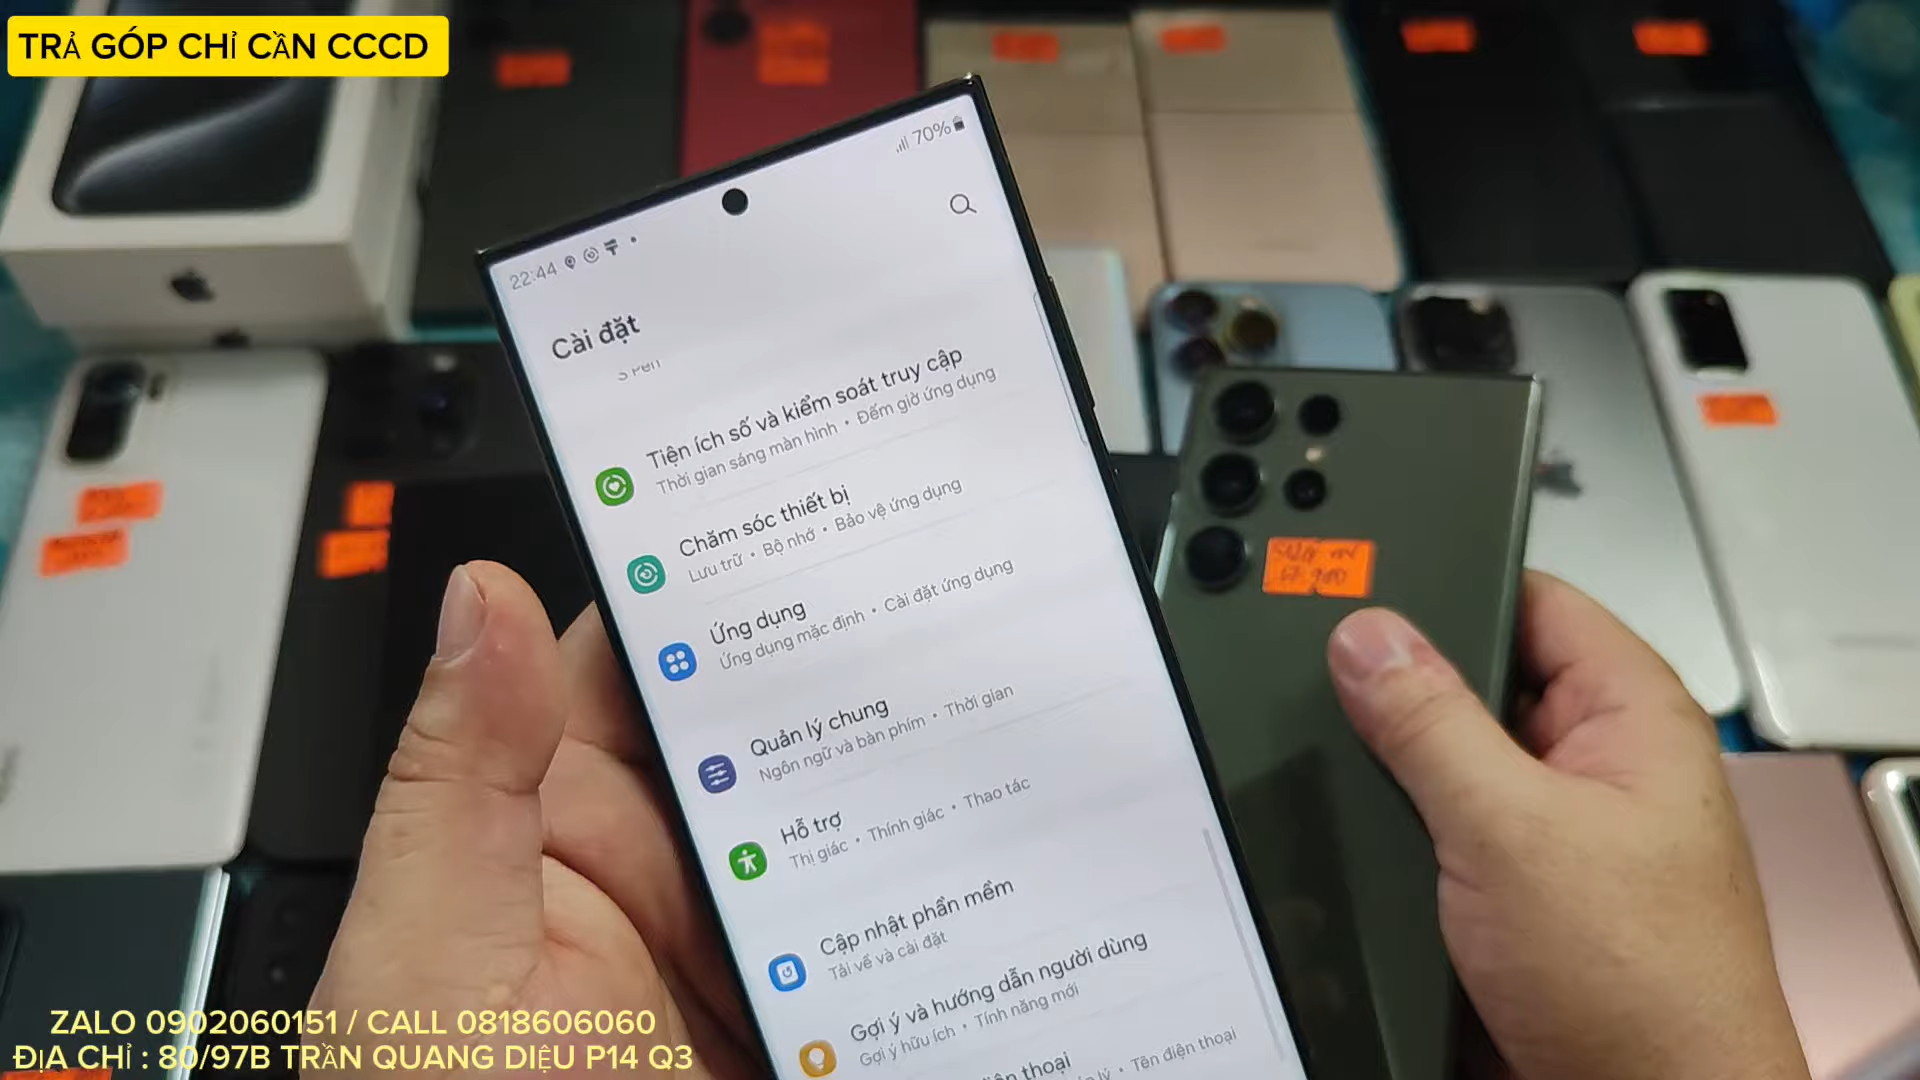 TRẢ GÓP CHỈ CẦN CCCD
70%
22:44
Cài đặt
S Pen
Tiện ích số và kiểm soát truy cập
Thời gian sáng màn hình • Đếm giờ ứng dụng
Chăm sóc thiết bị
Lưu trữ • Bộ nhớ • Bảo vệ ứng dụng
Ứng dụng
Ứng dụng mặc định • Cài đặt ứng dụng
Quản lý chung
Ngôn ngữ và bàn phím • Thời gian
Hỗ trợ
Thị giác • Thính giác • Thao tác
Cập nhật phần mềm
Tải về và cài đặt
Gợi ý và hướng dẫn người dùng
Gợi ý hữu ích • Tính năng mới
thoại
lý • Tên điện thoại
ZALO 0902060151 / CALL 0818606060
ĐỊA CHỈ : 80/97B TRẦN QUANG DIỆU P14 Q3